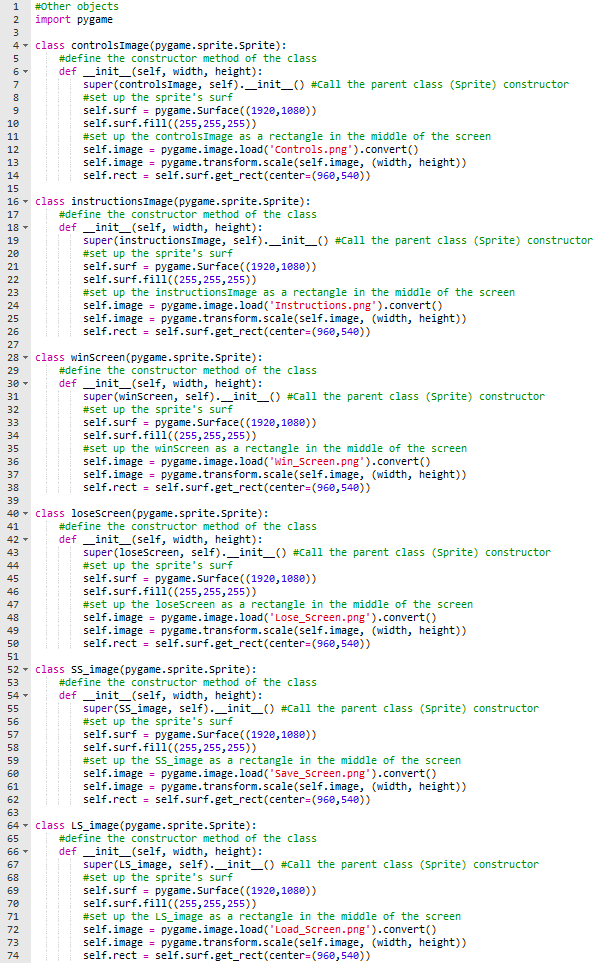 1 #Other objects
2 import pygame
3
4 class controlsImage(pygame.sprite.Sprite):
5 #define the constructor method of the class
6 def __init__(self, width, height):
7 super(controlsImage, self).__init__() #Call the parent class (Sprite) constructor
8 #set up the sprite's surf
9 self.surf = pygame.Surface((1920,1080))
10 self.surf.fill((255,255,255))
11 #set up the controlsImage as a rectangle in the middle of the screen
12 self.image = pygame.image.load('Controls.png').convert()
13 self.image = pygame.transform.scale(self.image, (width, height))
14 self.rect = self.surf.get_rect(center=(960,540))
15
16 class instructionsImage(pygame.sprite.Sprite):
17 #define the constructor method of the class
18 def __init__(self, width, height):
19 super(instructionsImage, self).__init__() #Call the parent class (Sprite) constructor
20 #set up the sprite's surf
21 self.surf = pygame.Surface((1920,1080))
22 self.surf.fill((255,255,255))
23 #set up the instructionsImage as a rectangle in the middle of the screen
24 self.image = pygame.image.load('Instructions.png').convert()
25 self.image = pygame.transform.scale(self.image, (width, height))
26 self.rect = self.surf.get_rect(center=(960,540))
27
28 class winScreen(pygame.sprite.Sprite):
29 #define the constructor method of the class
30 def __init__(self, width, height):
31 super(winScreen, self).__init__() #Call the parent class (Sprite) constructor
32 #set up the sprite's surf
33 self.surf = pygame.Surface((1920,1080))
34 self.surf.fill((255,255,255))
35 #set up the winScreen as a rectangle in the middle of the screen
36 self.image = pygame.image.load('Win_Screen.png').convert()
37 self.image = pygame.transform.scale(self.image, (width, height))
38 self.rect = self.surf.get_rect(center=(960,540))
39
40 class loseScreen(pygame.sprite.Sprite):
41 #define the constructor method of the class
42 def __init__(self, width, height):
43 super(loseScreen, self).__init__() #Call the parent class (Sprite) constructor
44 #set up the sprite's surf
45 self.surf = pygame.Surface((1920,1080))
46 self.surf.fill((255,255,255))
47 #set up the loseScreen as a rectangle in the middle of the screen
48 self.image = pygame.image.load('Lose_Screen.png').convert()
49 self.image = pygame.transform.scale(self.image, (width, height))
50 self.rect = self.surf.get_rect(center=(960,540))
51
52 class SS_image(pygame.sprite.Sprite):
53 #define the constructor method of the class
54 def __init__(self, width, height):
55 super(SS_image, self).__init__() #Call the parent class (Sprite) constructor
56 #set up the sprite's surf
57 self.surf = pygame.Surface((1920,1080))
58 self.surf.fill((255,255,255))
59 #set up the SS_image as a rectangle in the middle of the screen
60 self.image = pygame.image.load('Save_Screen.png').convert()
61 self.image = pygame.transform.scale(self.image, (width, height))
62 self.rect = self.surf.get_rect(center=(960,540))
63
64 class LS_image(pygame.sprite.Sprite):
65 #define the constructor method of the class
66 def __init__(self, width, height):
67 super(LS_image, self).__init__() #Call the parent class (Sprite) constructor
68 #set up the sprite's surf
69 self.surf = pygame.Surface((1920,1080))
70 self.surf.fill((255,255,255))
71 #set up the LS_image as a rectangle in the middle of the screen
72 self.image = pygame.image.load('Load_Screen.png').convert()
73 self.image = pygame.transform.scale(self.image, (width, height))
74 self.rect = self.surf.get_rect(center=(960,540))